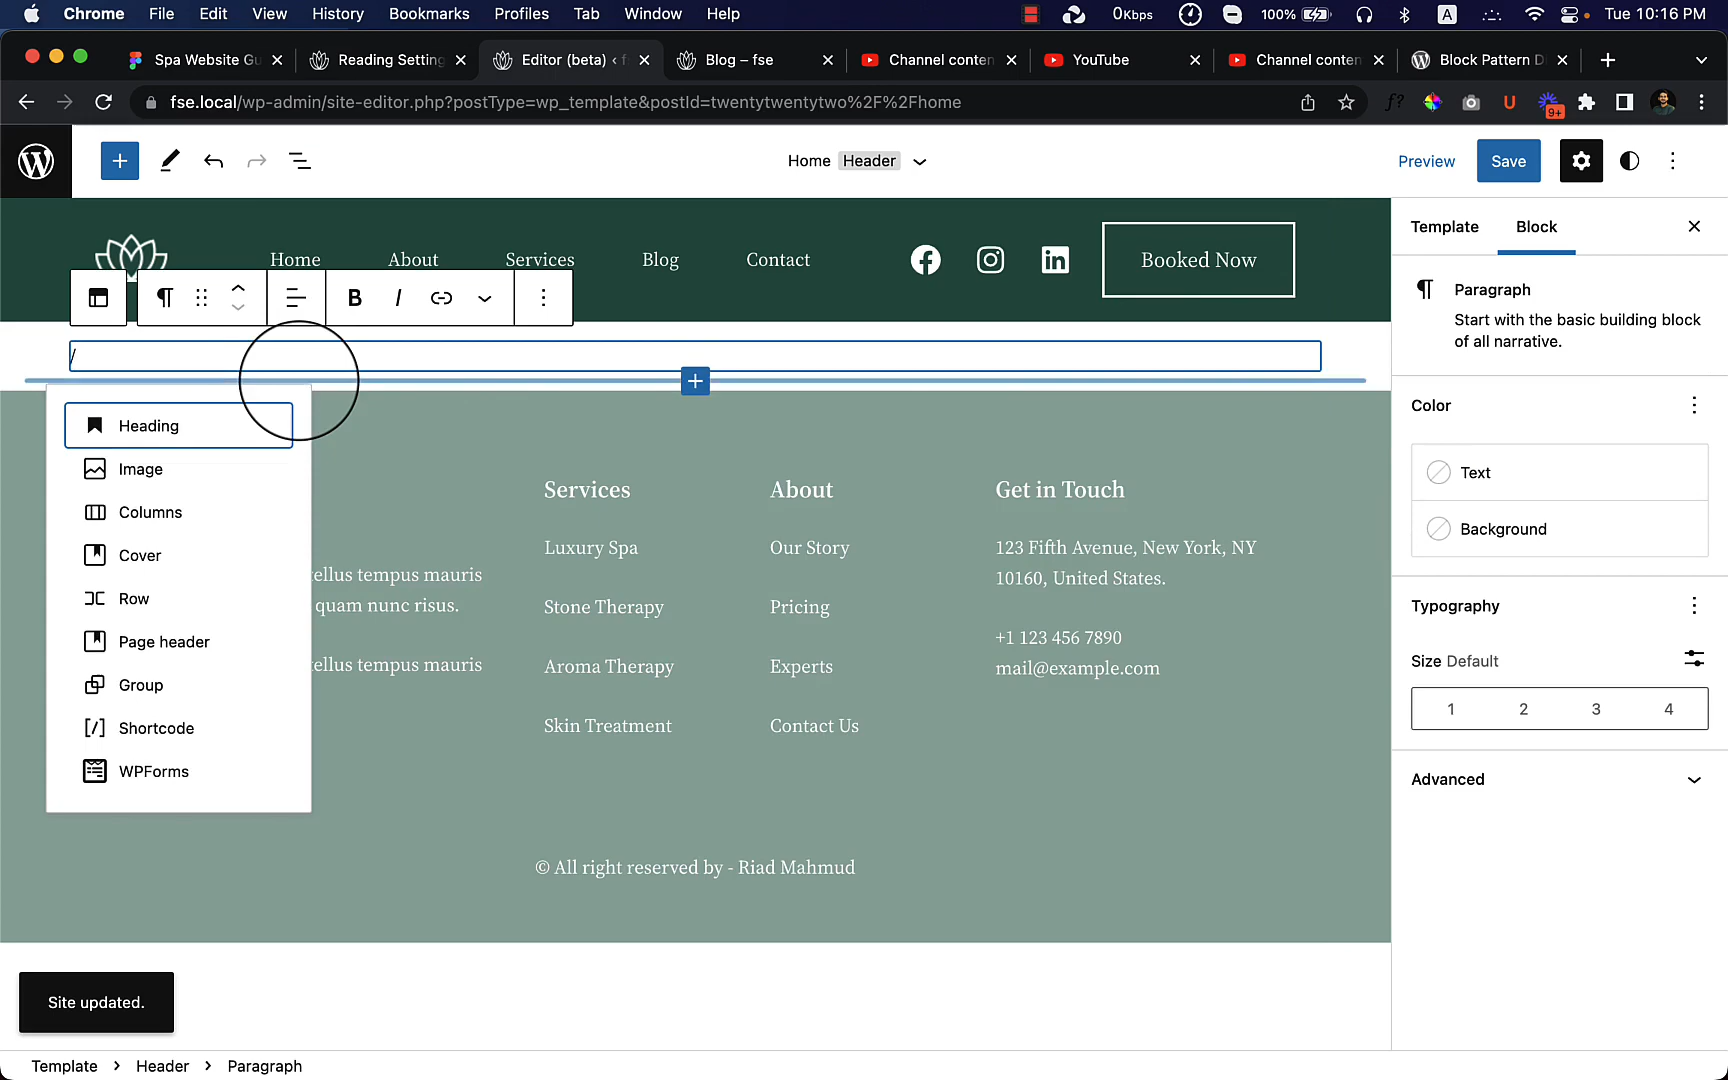 Chrome File Edit View History Bookmarks Profiles Tab Window Help 0Kbps 100% A Tue 10:16 PM
Spa Website Gu Reading Setting Editor (beta) ‹ f Blog – fse Channel conten YouTube Channel conten Block Pattern D
fse.local/wp-admin/site-editor.php?postType=wp_template&postId=twentytwentytwo%2F%2Fhome f? U 9+
Home Header Preview Save
Home About Services Blog Contact Booked Now
B I
/
Heading
Image
Columns
Cover
Row
Page header
Group
Shortcode
WPForms
tellus tempus mauris
quam nunc risus.
tellus tempus mauris
Services
Luxury Spa
Stone Therapy
Aroma Therapy
Skin Treatment
About
Our Story
Pricing
Experts
Contact Us
Get in Touch
123 Fifth Avenue, New York, NY
10160, United States.
+1 123 456 7890
mail@example.com
© All right reserved by - Riad Mahmud
Template Block
Paragraph
Start with the basic building block
of all narrative.
Color
Text
Background
Typography
Size Default
1 2 3 4
Advanced
Site updated.
Template › Header › Paragraph